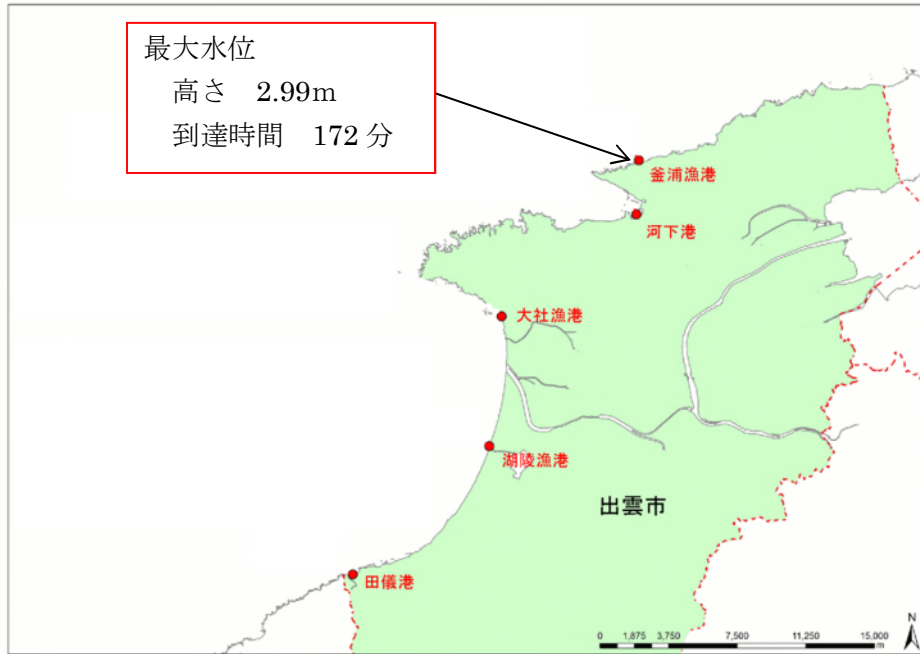 最大水位
高さ 2.99m
到達時間 172 分
釜浦漁港
河下港
大社漁港
湖陵漁港
出雲市
田儀港
N
0 1,875 3,750 7,500 11,250 15,000
m